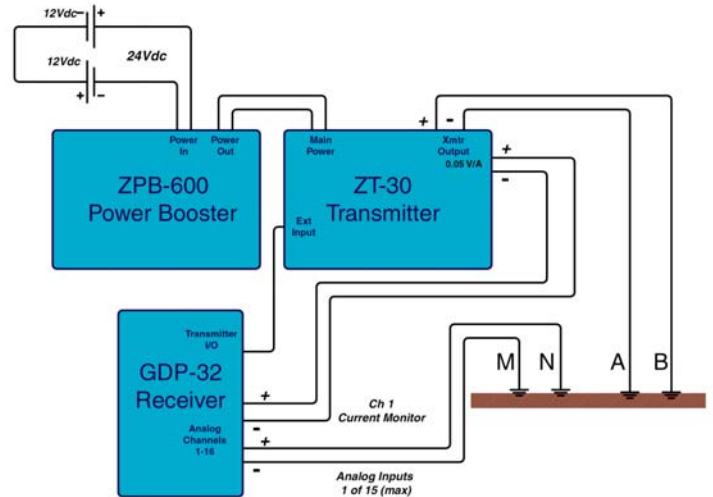 12Vdc - +
12Vdc
24Vdc
+ -
Power In
Power Out
ZPB-600
Power Booster
+ -
Main Power
Xmtr Output
0.05 V/A
+
-
ZT-30
Transmitter
Ext Input
Transmitter I/O
GDP-32
Receiver
Analog Channels 1-16
+
-
+
-
Ch 1
Current Monitor
Analog Inputs
1 of 15 (max)
M N A B